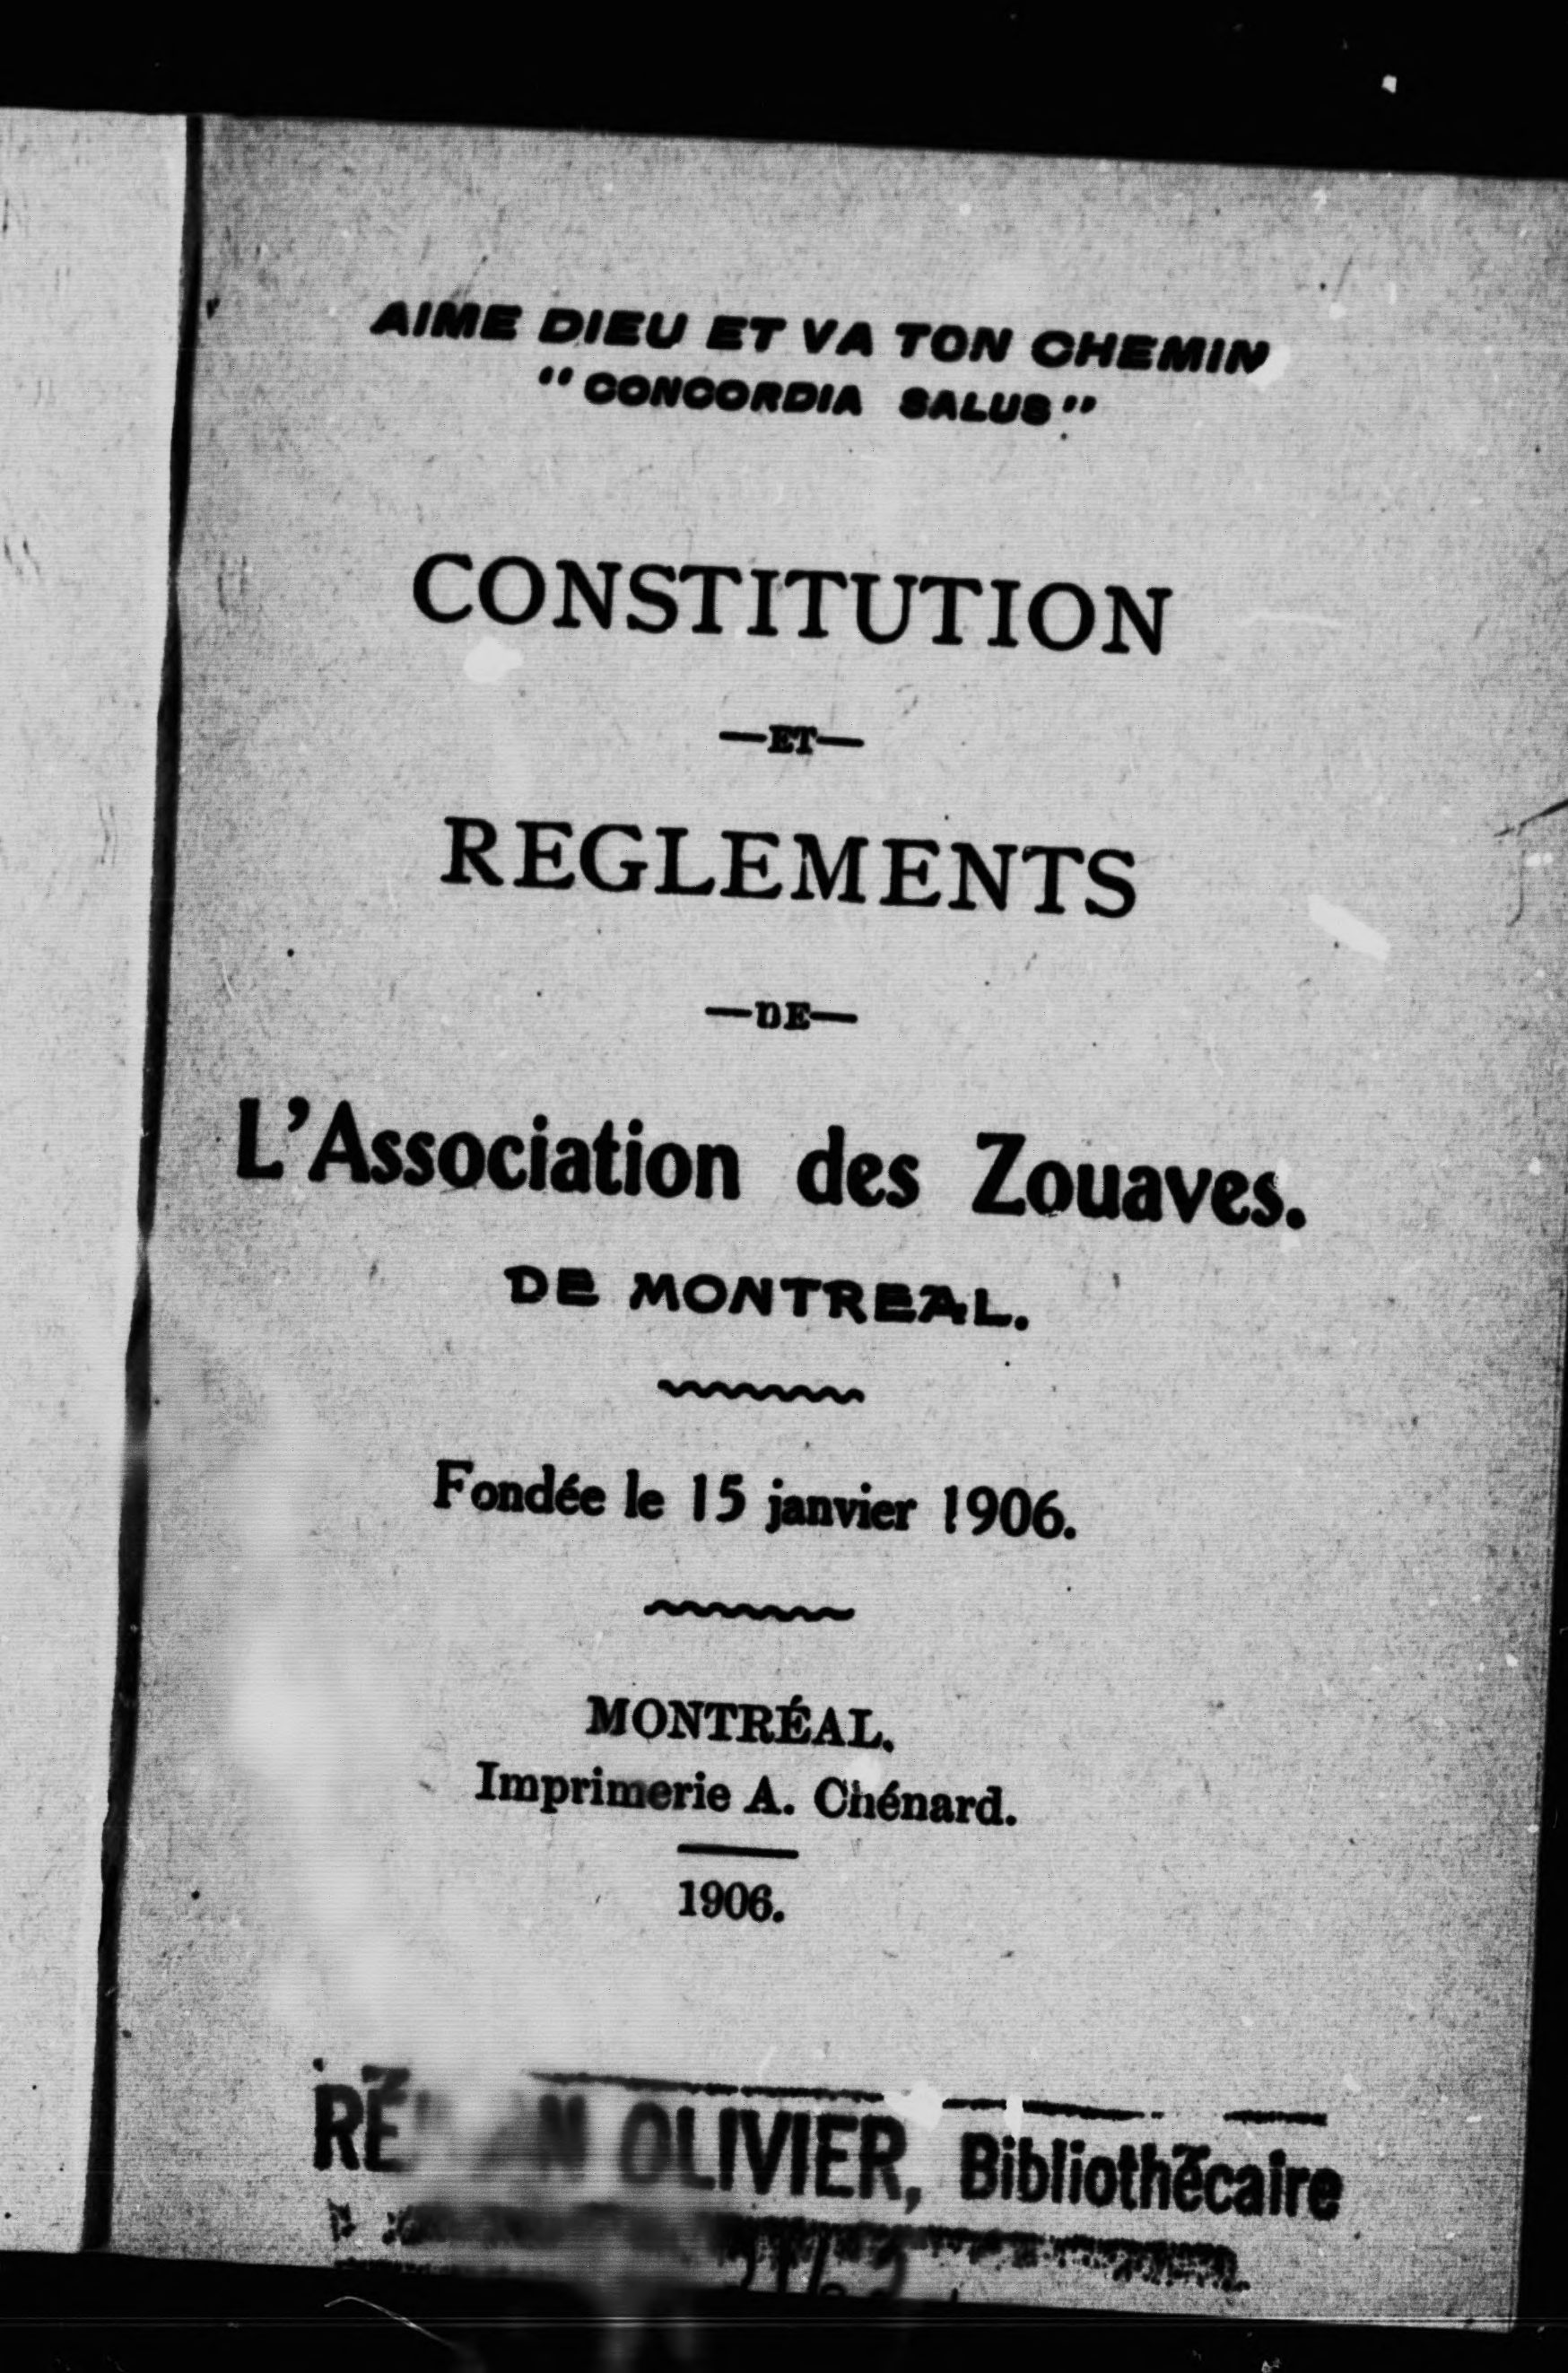 AIME DIEU ET VA TON CHEMIN
"CONCORDIA SALUS"
CONSTITUTION
—ET—
REGLEMENTS
—DE—
L'Association des Zouaves.
DE MONTREAL.
Fondée le 15 janvier 1906.
MONTRÉAL.
Imprimerie A. Chénard.
1906.
OLIVIER, Bibliothécaire